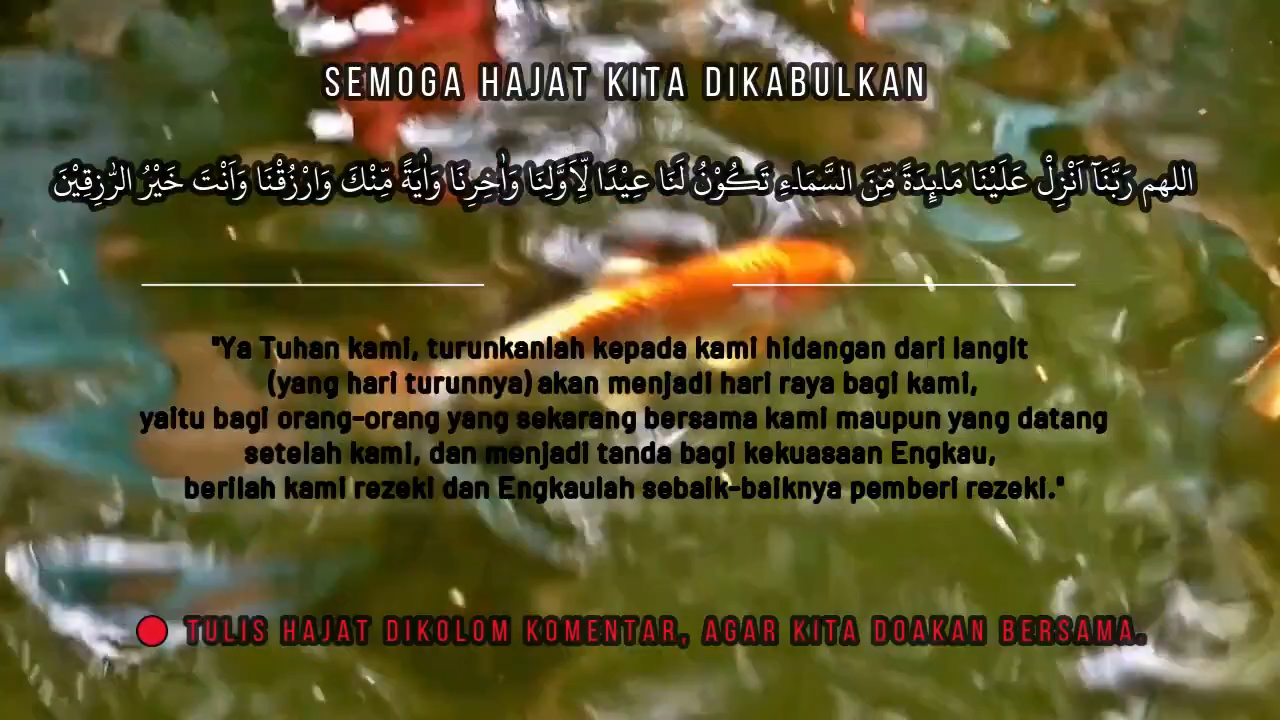 SEMOGA HAJAT KITA DIKABULKAN
اللهم رَبَّنَآ اَنْزِلْ عَلَيْنَا مَاۤىِٕدَةً مِّنَ السَّمَاۤءِ تَكُوْنُ لَنَا عِيْدًا لِّاَوَّلِنَا وَاٰخِرِنَا وَاٰيَةً مِّنْكَ وَارْزُقْنَا وَاَنْتَ خَيْرُ الرّٰزِقِيْنَ
"Ya Tuhan kami, turunkanlah kepada kami hidangan dari langit
(yang hari turunnya) akan menjadi hari raya bagi kami,
yaitu bagi orang-orang yang sekarang bersama kami maupun yang datang
setelah kami, dan menjadi tanda bagi kekuasaan Engkau,
berilah kami rezeki dan Engkaulah sebaik-baiknya pemberi rezeki."
TULIS HAJAT DIKOLOM KOMENTAR, AGAR KITA DOAKAN BERSAMA.